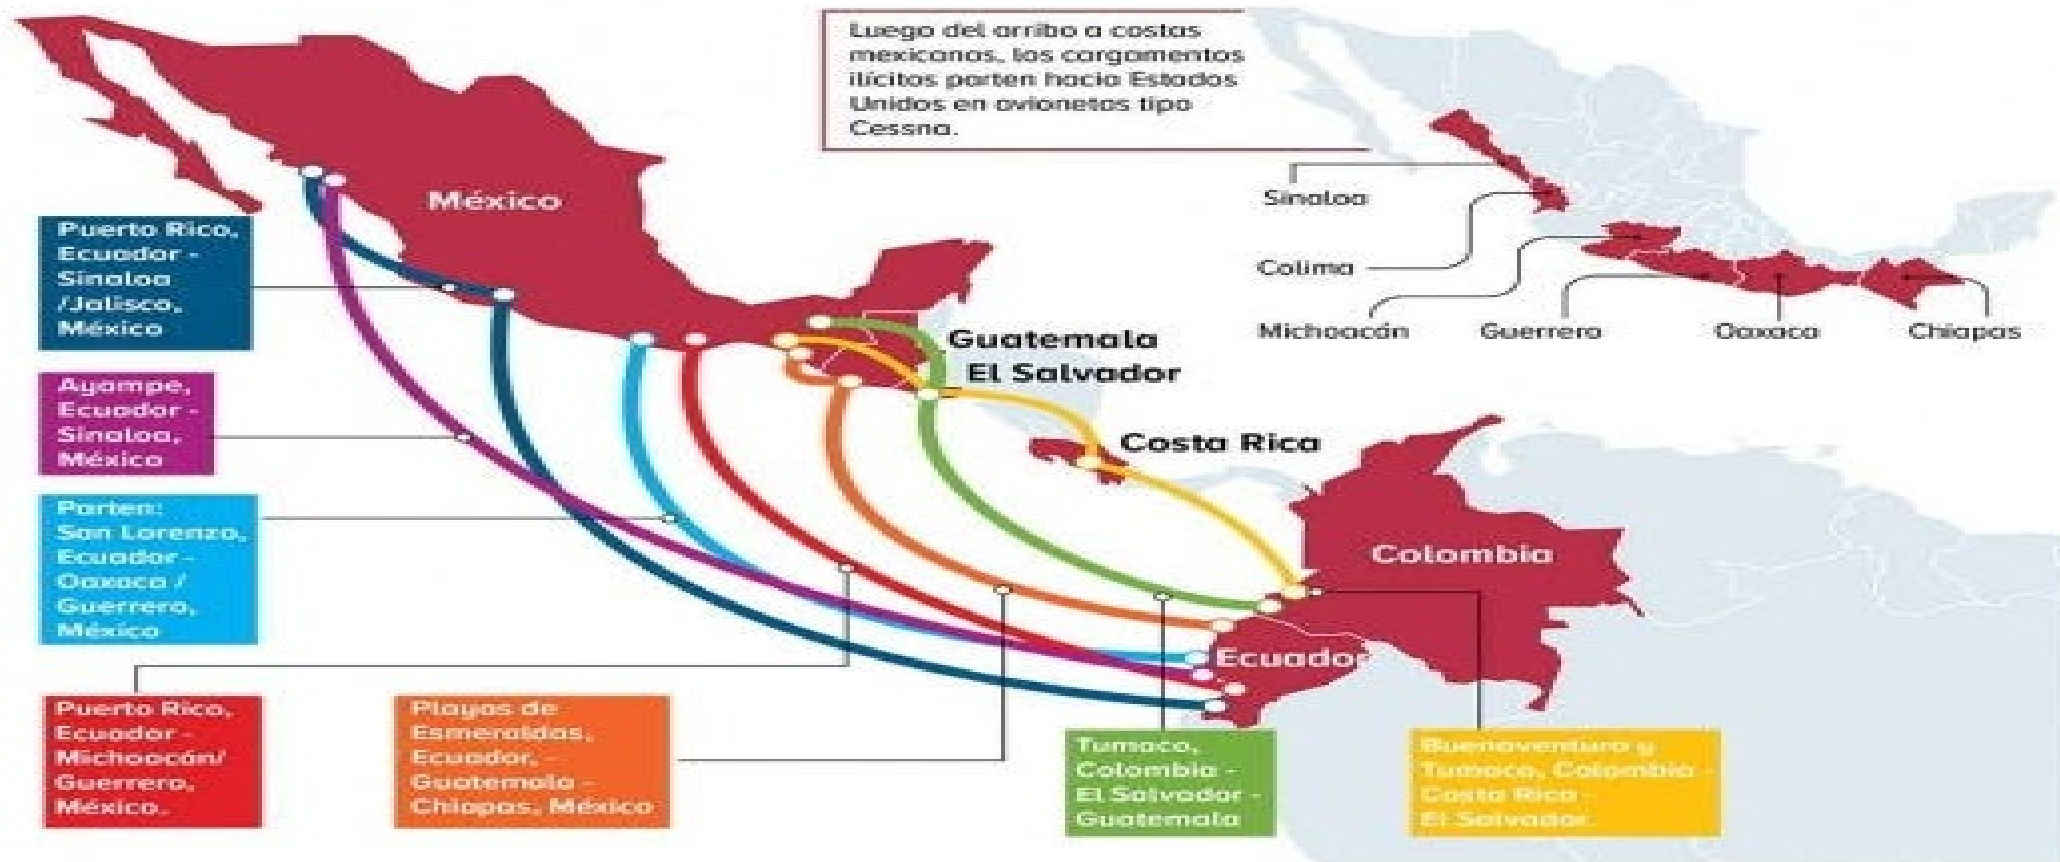 Luego del arribo a costas
mexicanas, los cargamentos
ilícitos parten hacia Estados
Unidos en avionetas tipo
Cessna.
México
Sinaloa
Colima
Michoacán
Guerrero
Oaxaca
Chiapas
Guatemala
El Salvador
Costa Rica
Colombia
Ecuador
Puerto Rico,
Ecuador -
Sinaloa
/Jalisco,
México
Ayampe,
Ecuador -
Sinaloa,
México
Parten:
San Lorenzo,
Ecuador -
Oaxaca /
Guerrero,
México
Puerto Rico,
Ecuador -
Michoacán/
Guerrero,
México.
Playas de
Esmeraldas,
Ecuador, -
Guatemala -
Chiapas, México
Tumaco,
Colombia -
El Salvador -
Guatemala
Buenaventura y
Tumaco, Colombia -
Costa Rica -
El Salvador.